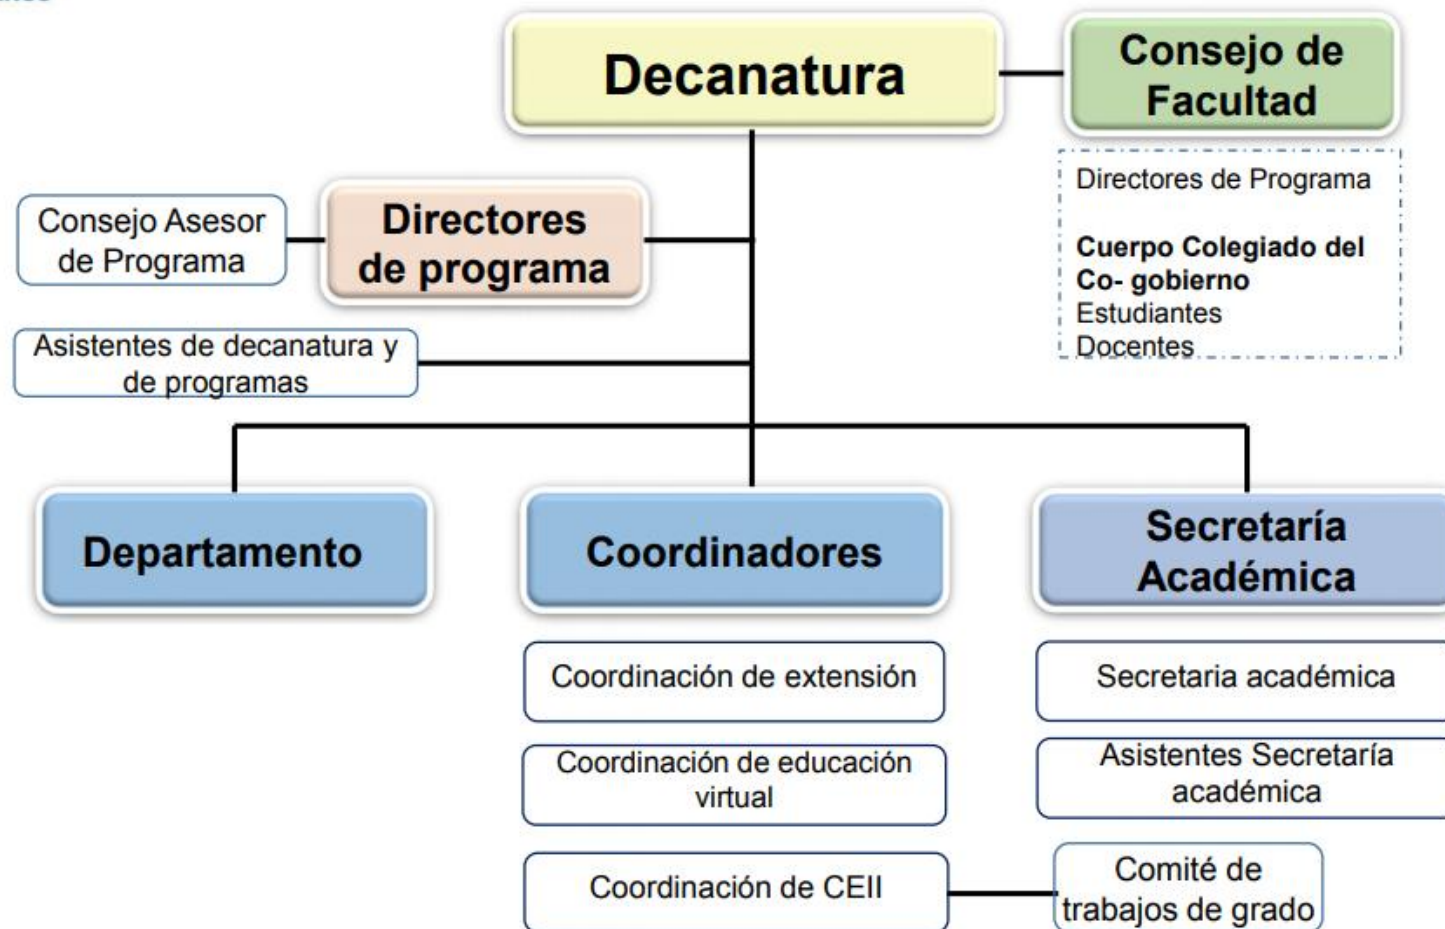 Decanatura
Consejo de
Facultad
Directores de Programa
Cuerpo Colegiado del
Co- gobierno
Estudiantes
Docentes
Consejo Asesor
de Programa
Directores
de programa
Asistentes de decanatura y
de programas
Departamento
Coordinadores
Secretaría
Académica
Coordinación de extensión
Secretaria académica
Coordinación de educación
virtual
Asistentes Secretaría
académica
Coordinación de CEII
Comité de
trabajos de grado